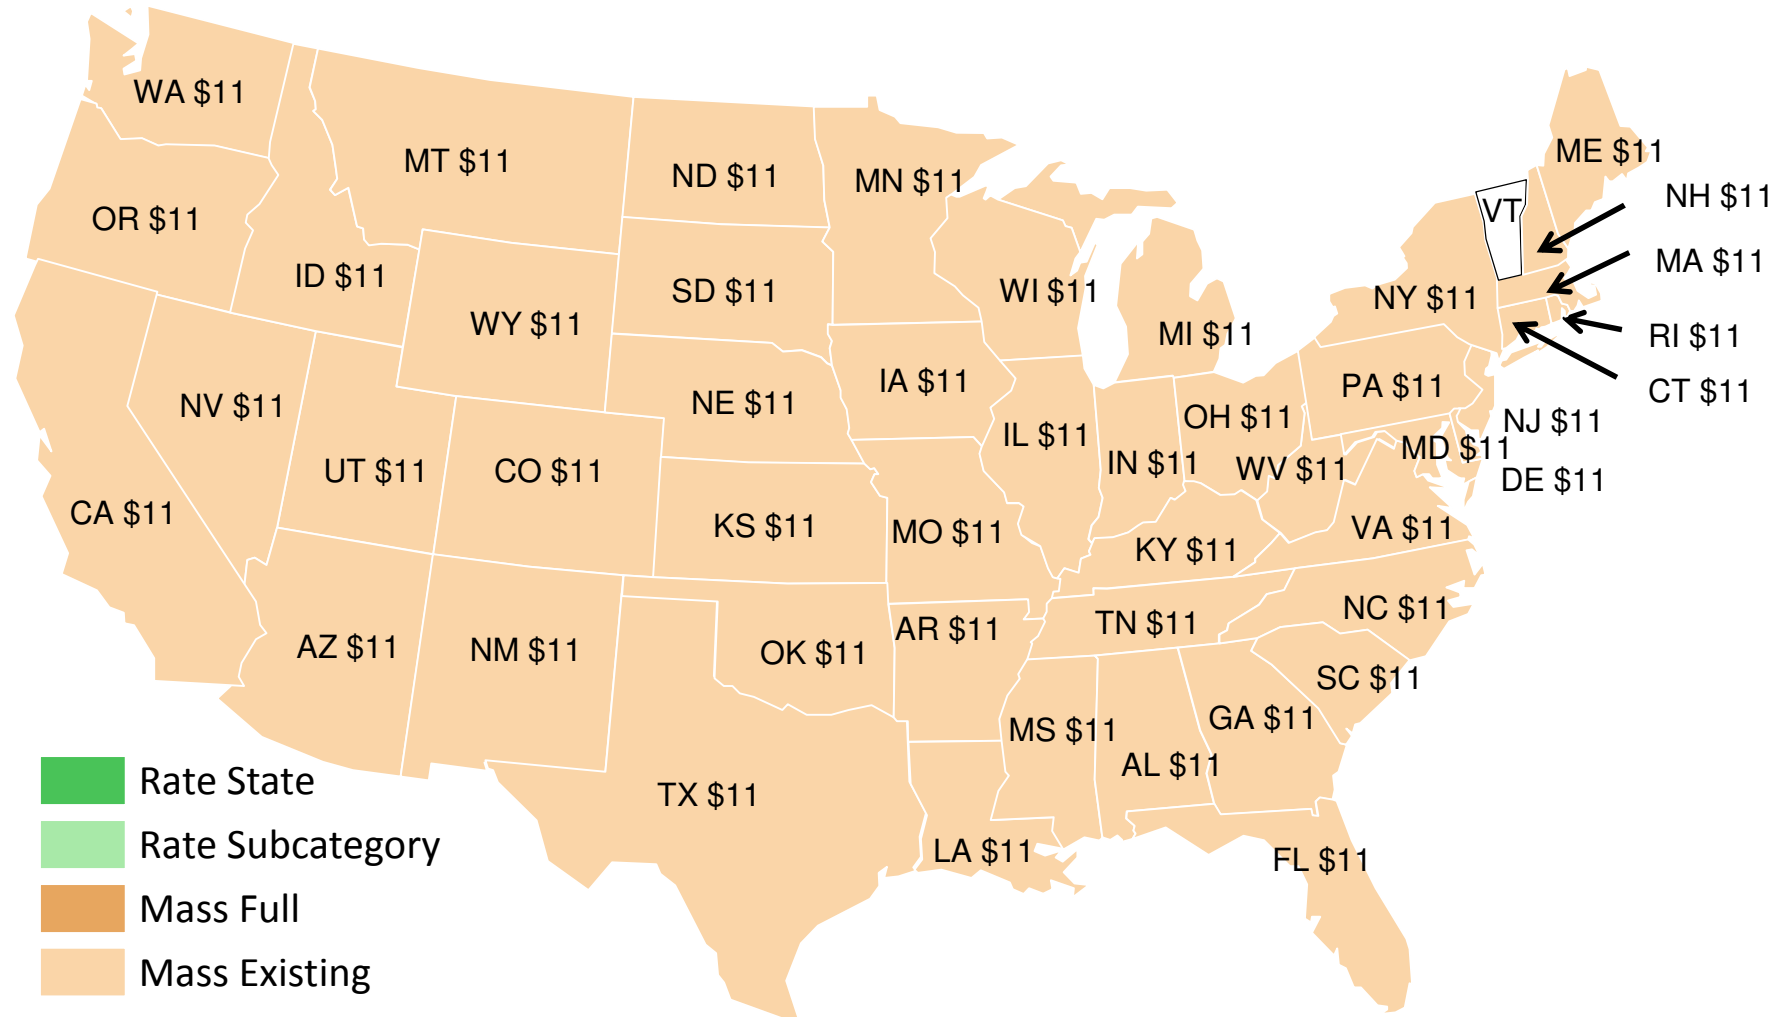 WA $11
MT $11
ND $11
MN $11
ME $11
VT
NH $11
OR $11
ID $11
WY $11
SD $11
WI $11
MI $11
NY $11
MA $11
RI $11
CT $11
NV $11
UT $11
CO $11
NE $11
IA $11
IL $11
IN $11
OH $11
PA $11
NJ $11
WV $11
MD $11
DE $11
CA $11
KS $11
MO $11
KY $11
VA $11
AZ $11
NM $11
OK $11
AR $11
TN $11
NC $11
SC $11
MS $11
AL $11
GA $11
TX $11
LA $11
FL $11
Rate State
Rate Subcategory
Mass Full
Mass Existing